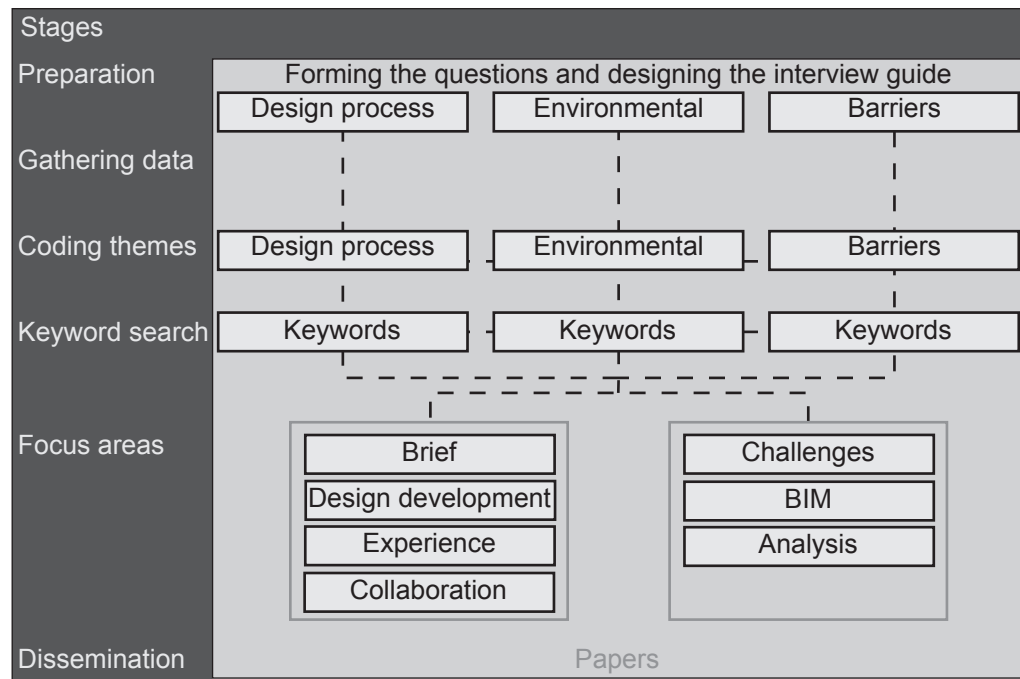 Stages
Preparation
Forming the questions and designing the interview guide
Design process
Environmental
Barriers
Gathering data
Coding themes
Design process
Environmental
Barriers
Keyword search
Keywords
Keywords
Keywords
Focus areas
Brief
Design development
Experience
Collaboration
Challenges
BIM
Analysis
Dissemination
Papers